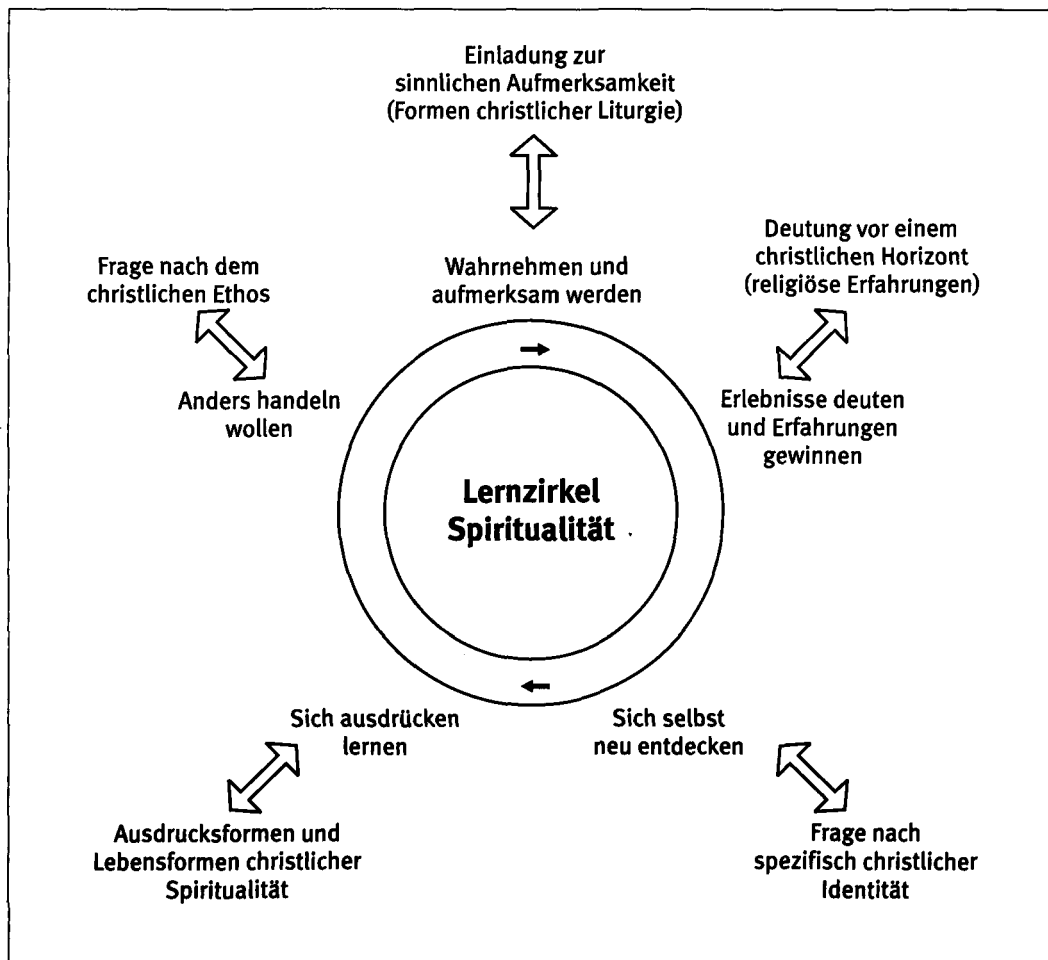 Einladung zur
sinnlichen Aufmerksamkeit
(Formen christlicher Liturgie)
Wahrnehmen und
aufmerksam werden
Deutung vor einem
christlichen Horizont
(religiöse Erfahrungen)
Erlebnisse deuten
und Erfahrungen
gewinnen
Sich selbst
neu entdecken
Frage nach
spezifisch christlicher
Identität
Sich ausdrücken
lernen
Ausdrucksformen und
Lebensformen christlicher
Spiritualität
Anders handeln
wollen
Frage nach dem
christlichen Ethos
Lernzirkel
Spiritualität